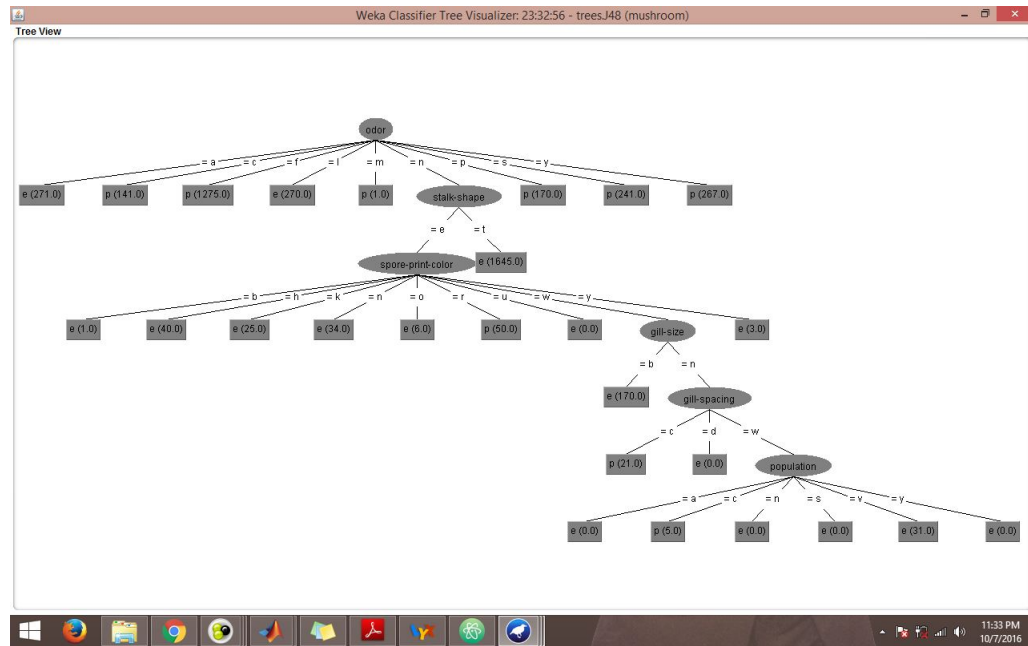 Weka Classifier Tree Visualizer: 23:32:56 - trees.J48 (mushroom)
Tree View
odor
= a = c = f = l = m = n = p = s = y
e (271.0) p (141.0) p (1275.0) e (270.0) p (1.0) stalk-shape p (170.0) p (241.0) p (267.0)
= e = t
spore-print-color e (1645.0)
= b = h = k = n = o = r = u = w = y
e (1.0) e (40.0) e (25.0) e (34.0) e (6.0) p (50.0) e (0.0) gill-size e (3.0)
= b = n
e (170.0) gill-spacing
= c = d = w
p (21.0) e (0.0) population
= a = c = n = s = v = y
e (0.0) p (5.0) e (0.0) e (0.0) e (31.0) e (0.0)
11:33 PM
10/7/2016